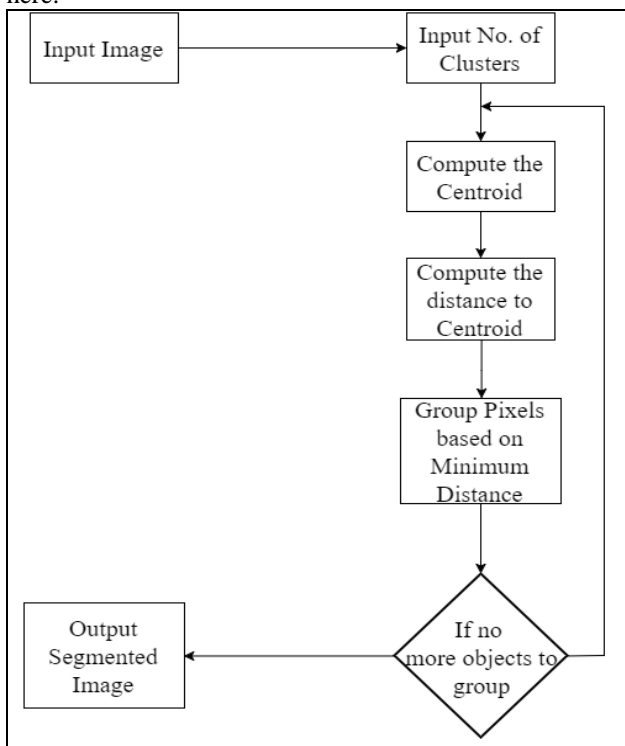 here:
Input Image
Input No. of
Clusters
Compute the
Centroid
Compute the
distance to
Centroid
Group Pixels
based on
Minimum
Distance
If no
more objects to
group
Output
Segmented
Image